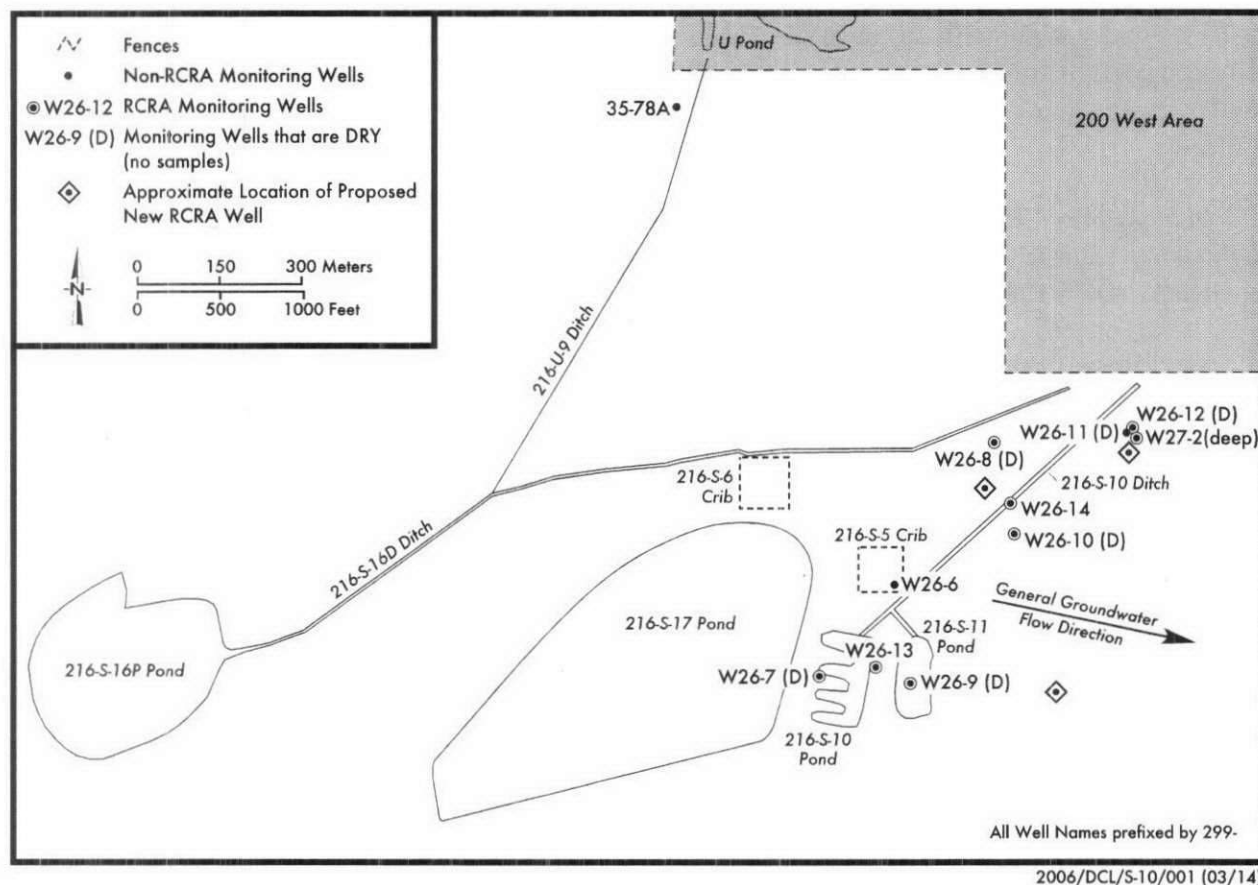 Fences
Non-RCRA Monitoring Wells
W26-12 RCRA Monitoring Wells
W26-9 (D) Monitoring Wells that are DRY
(no samples)
Approximate Location of Proposed
New RCRA Well
N
0 150 300 Meters
0 500 1000 Feet
U Pond
35-78A
200 West Area
216-U-9 Ditch
W26-12 (D)
W26-11 (D)
W27-2(deep)
W26-8 (D)
216-S-6
Crib
216-S-10 Ditch
W26-14
216-S-5 Crib
W26-10 (D)
216-S-16D Ditch
W26-6
General Groundwater
Flow Direction
216-S-17 Pond
216-S-11
Pond
216-S-16P Pond
W26-13
W26-7 (D)
W26-9 (D)
216-S-10
Pond
All Well Names prefixed by 299-
2006/DCL/S-10/001 (03/14